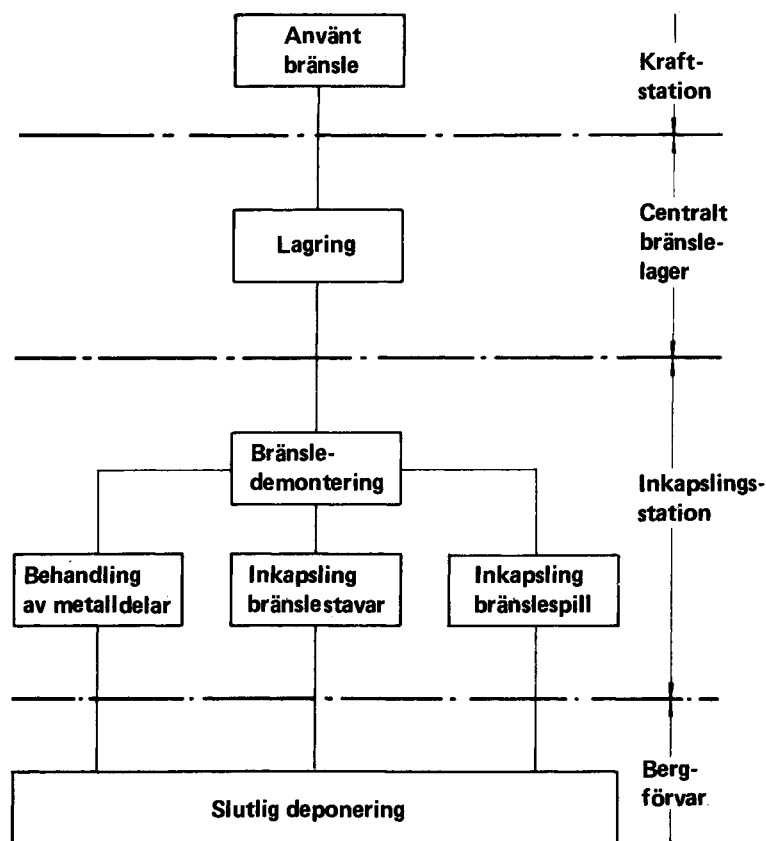 Använt
bränsle
Kraft-
station
Lagring
Centralt
bränsle-
lager
Bränsle-
demontering
Inkapslings-
station
Behandling
av metalldelar
Inkapsling
bränslestavar
Inkapsling
bränslespill
Slutlig deponering
Berg-
förvar